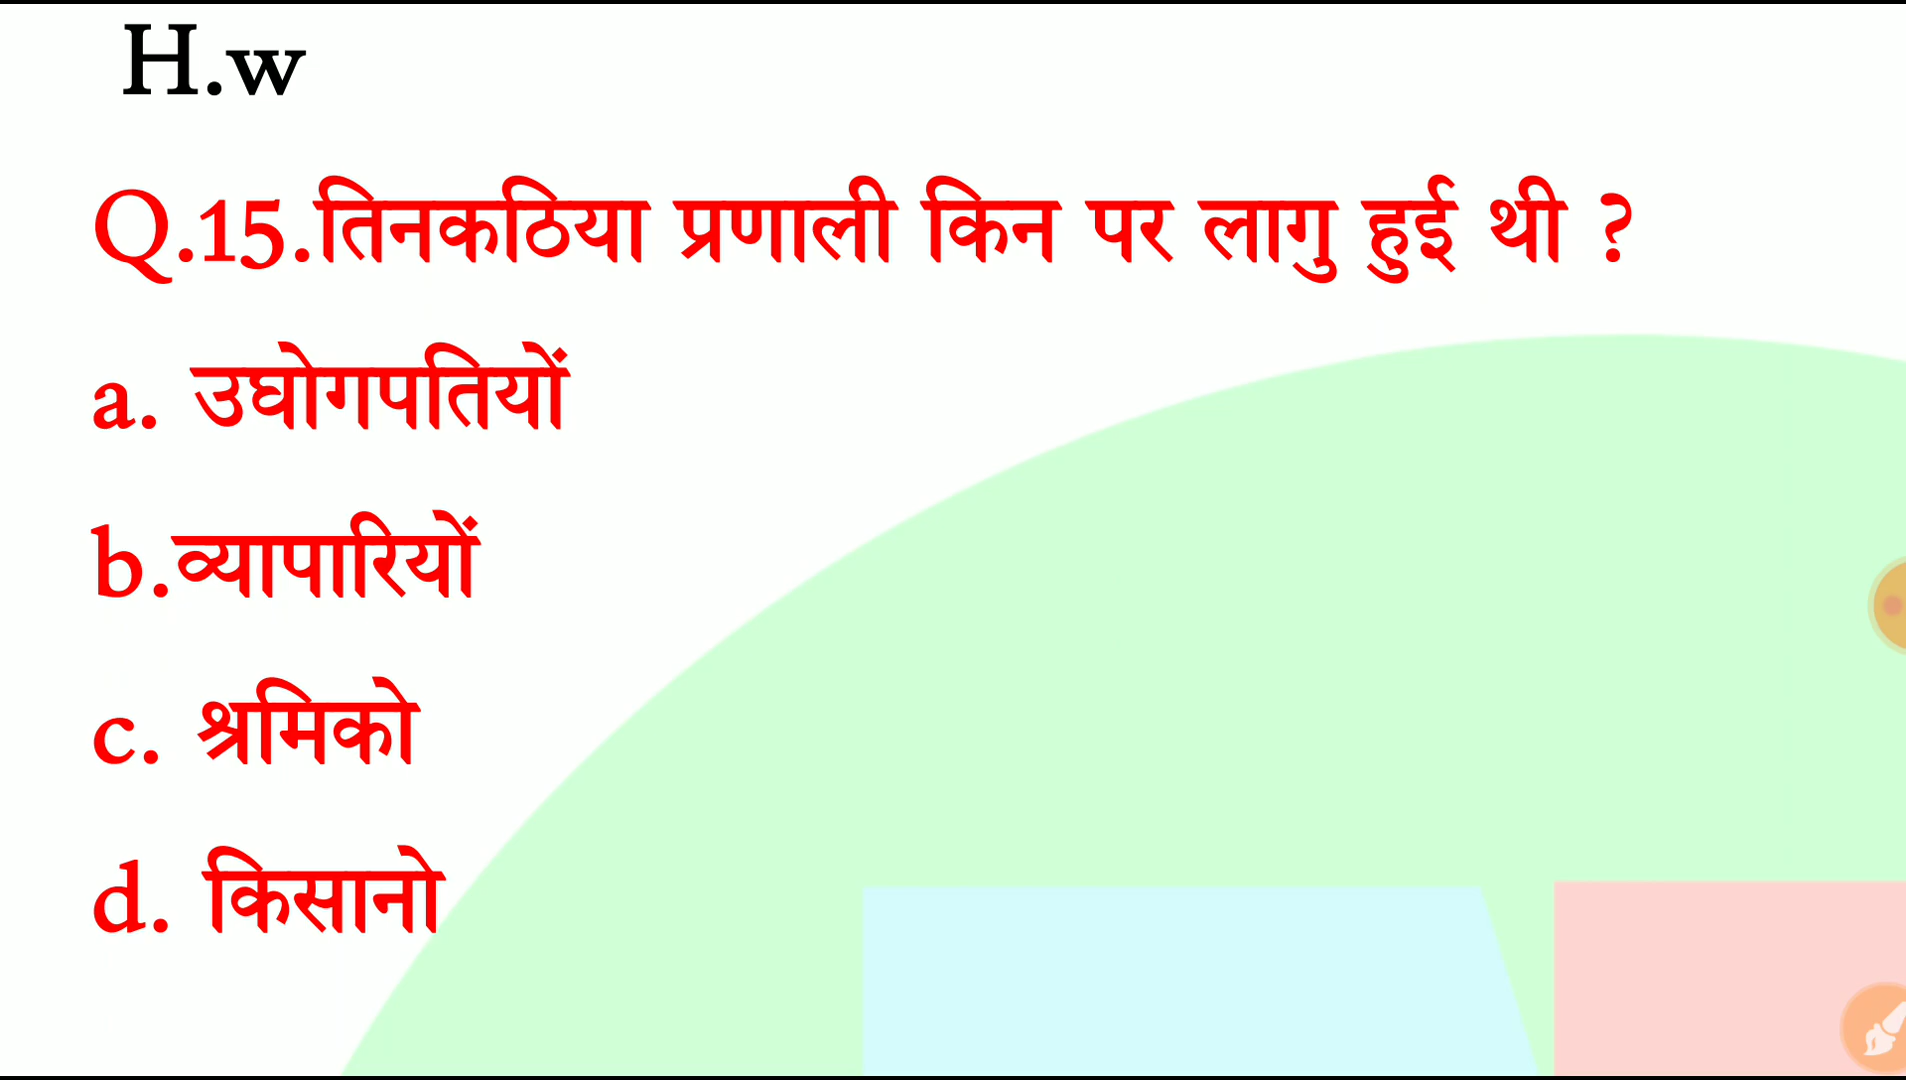 H.w
Q.15.तिनकठिया प्रणाली किन पर लागु हुई थी ?
a. उघोगपतियों
b.व्यापारियों
c. श्रमिको
d. किसानो